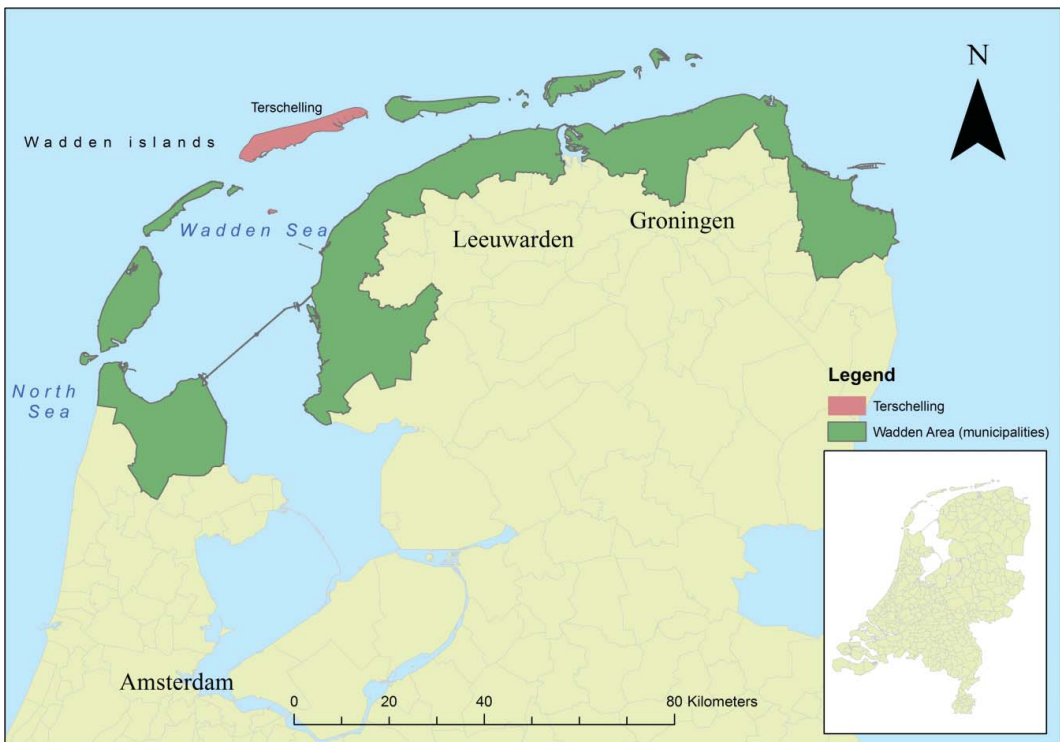 N
Terschelling
Wadden islands
Wadden Sea
Groningen
Leeuwarden
North
Sea
Legend
Terschelling
Wadden Area (municipalities)
Amsterdam
0 20 40 60 80 Kilometers